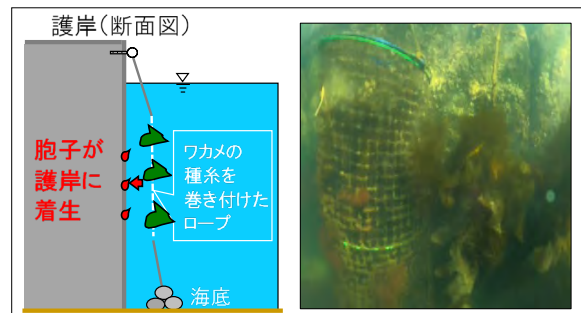 護岸(断面図)
胞子が
護岸に
着生
ワカメの
種糸を
巻き付けた
ロープ
海底